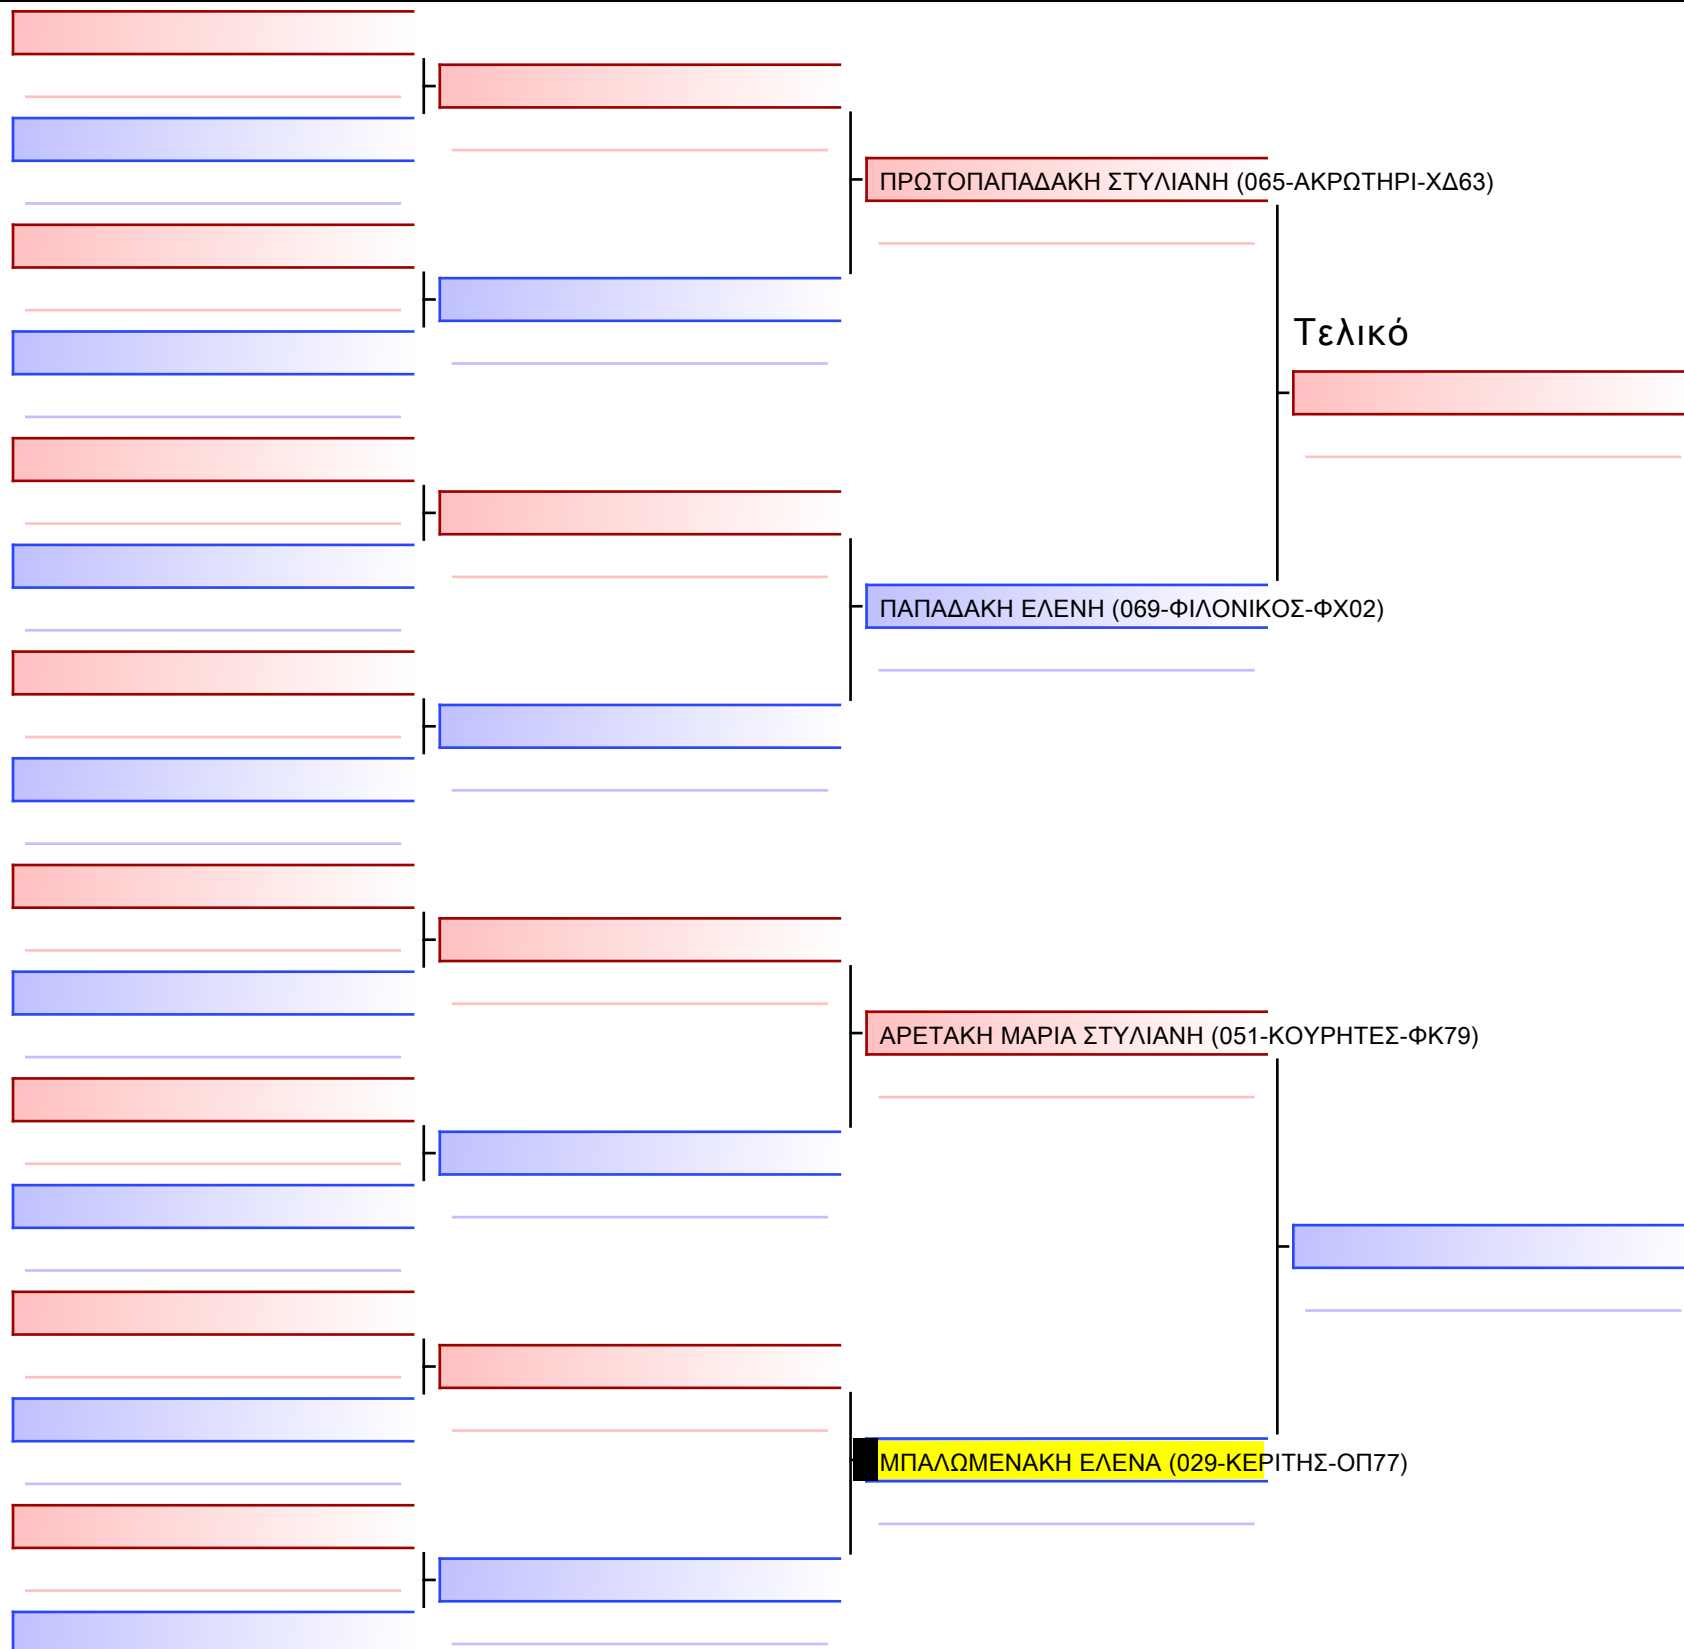 ΠΡΩΤΟΠΑΠΑΔΑΚΗ ΣΤΥΛΙΑΝΗ (065-ΑΚΡΩΤΗΡΙ-ΧΔ63)
Τελικό
ΠΑΠΑΔΑΚΗ ΕΛΕΝΗ (069-ΦΙΛΟΝΙΚΟΣ-ΦΧ02)
ΑΡΕΤΑΚΗ ΜΑΡΙΑ ΣΤΥΛΙΑΝΗ (051-ΚΟΥΡΗΤΕΣ-ΦΚ79)
ΜΠΑΛΩΜΕΝΑΚΗ ΕΛΕΝΑ (029-ΚΕΡΙΤΗΣ-ΟΠ77)